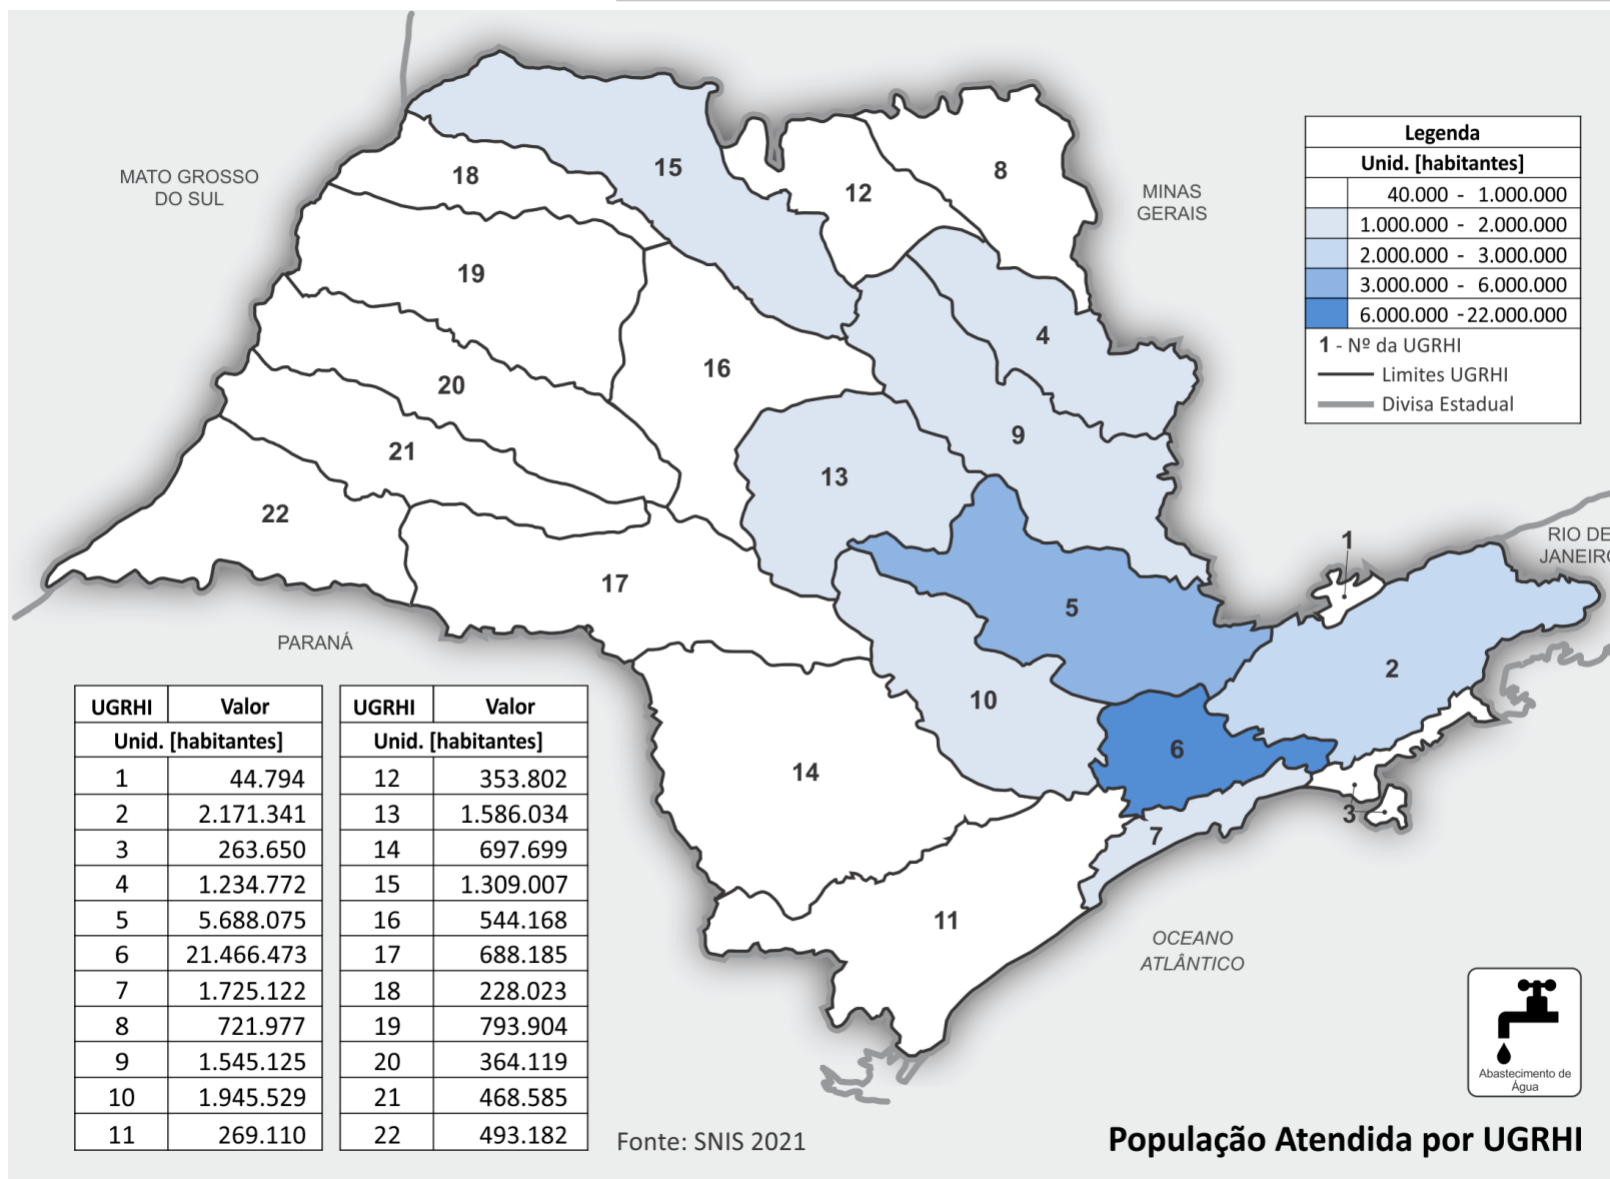 MATO GROSSO
DO SUL
MINAS
GERAIS
RIO DE
JANEIRO
PARANÁ
OCEANO
ATLÂNTICO
15
18
12
8
19
4
16
20
9
21
13
22
1
17
5
2
10
6
14
3
7
11
Legenda
Unid. [habitantes]
40.000 - 1.000.000
1.000.000 - 2.000.000
2.000.000 - 3.000.000
3.000.000 - 6.000.000
6.000.000 - 22.000.000
1 - Nº da UGRHI
Limites UGRHI
Divisa Estadual
UGRHI Valor
Unid. [habitantes]
1 44.794
2 2.171.341
3 263.650
4 1.234.772
5 5.688.075
6 21.466.473
7 1.725.122
8 721.977
9 1.545.125
10 1.945.529
11 269.110
UGRHI Valor
Unid. [habitantes]
12 353.802
13 1.586.034
14 697.699
15 1.309.007
16 544.168
17 688.185
18 228.023
19 793.904
20 364.119
21 468.585
22 493.182
Fonte: SNIS 2021
Abastecimento de
Água
População Atendida por UGRHI